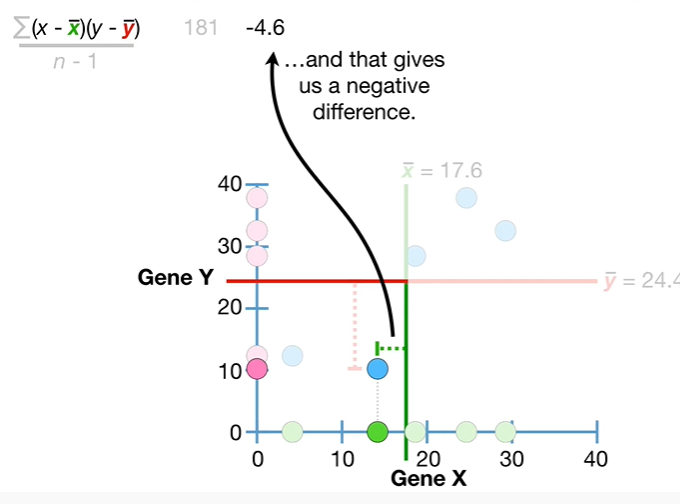 ∑(x - x̄)(y - ȳ) 181 -4.6
n - 1
...and that gives
us a negative
difference.
x̄ = 17.6
40
30
Gene Y
ȳ = 24.4
20
10
0
0 10 20 30 40
Gene X